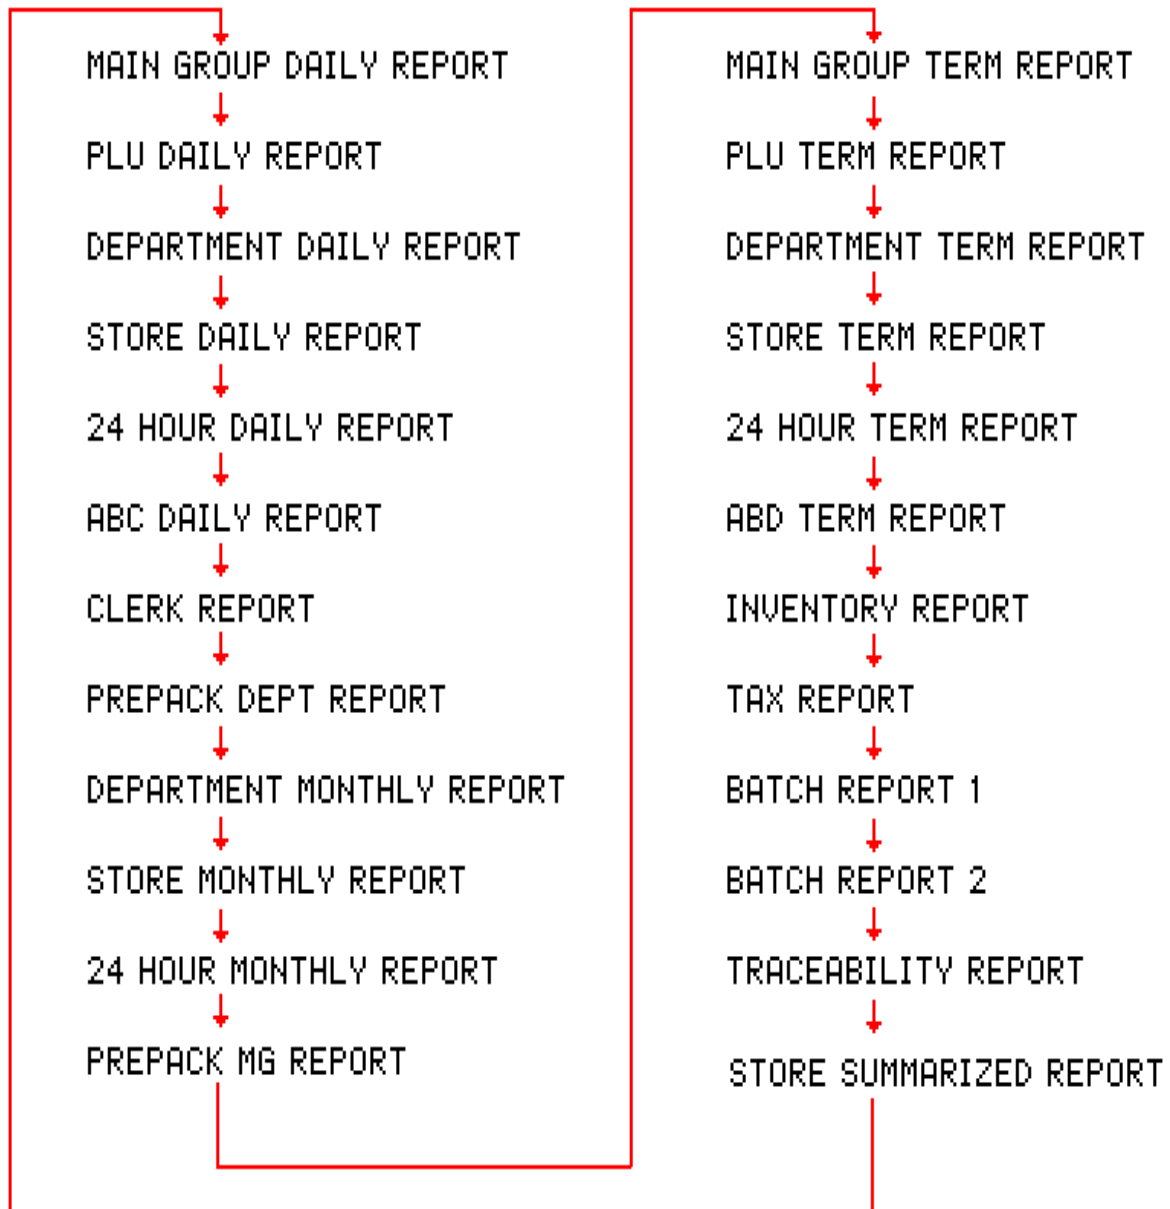 MAIN GROUP DAILY REPORT
PLU DAILY REPORT
DEPARTMENT DAILY REPORT
STORE DAILY REPORT
24 HOUR DAILY REPORT
ABC DAILY REPORT
CLERK REPORT
PREPACK DEPT REPORT
DEPARTMENT MONTHLY REPORT
STORE MONTHLY REPORT
24 HOUR MONTHLY REPORT
PREPACK MG REPORT
MAIN GROUP TERM REPORT
PLU TERM REPORT
DEPARTMENT TERM REPORT
STORE TERM REPORT
24 HOUR TERM REPORT
ABD TERM REPORT
INVENTORY REPORT
TAX REPORT
BATCH REPORT 1
BATCH REPORT 2
TRACEABILITY REPORT
STORE SUMMARIZED REPORT